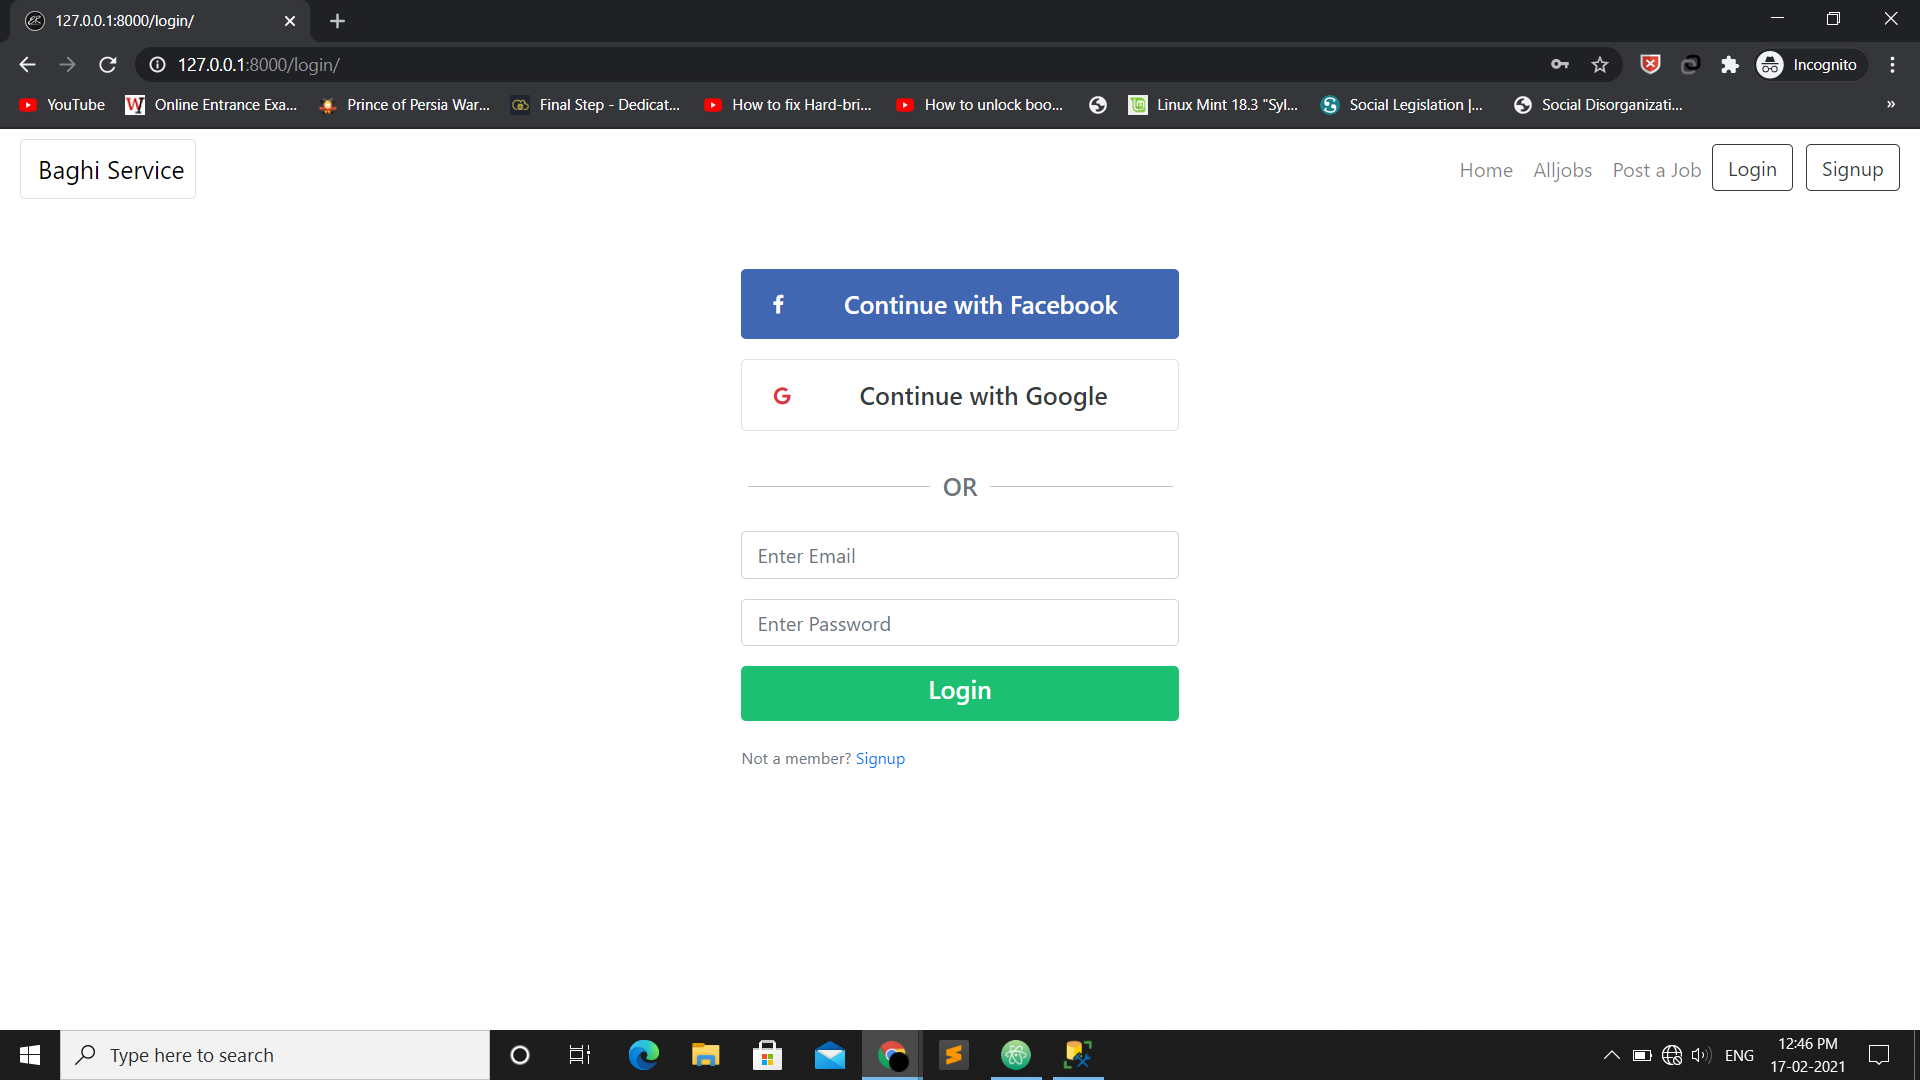 127.0.0.1:8000/login/
127.0.0.1:8000/login/
Incognito
YouTube
Online Entrance Exa...
Prince of Persia War...
Final Step - Dedicat...
How to fix Hard-bri...
How to unlock boo...
Linux Mint 18.3 "Syl...
Social Legislation |...
Social Disorganizati...
»
Baghi Service
Home
Alljobs
Post a Job
Login
Signup
Continue with Facebook
Continue with Google
OR
Enter Email
Enter Password
Login
Not a member? Signup
Type here to search
ENG
12:46 PM
17-02-2021